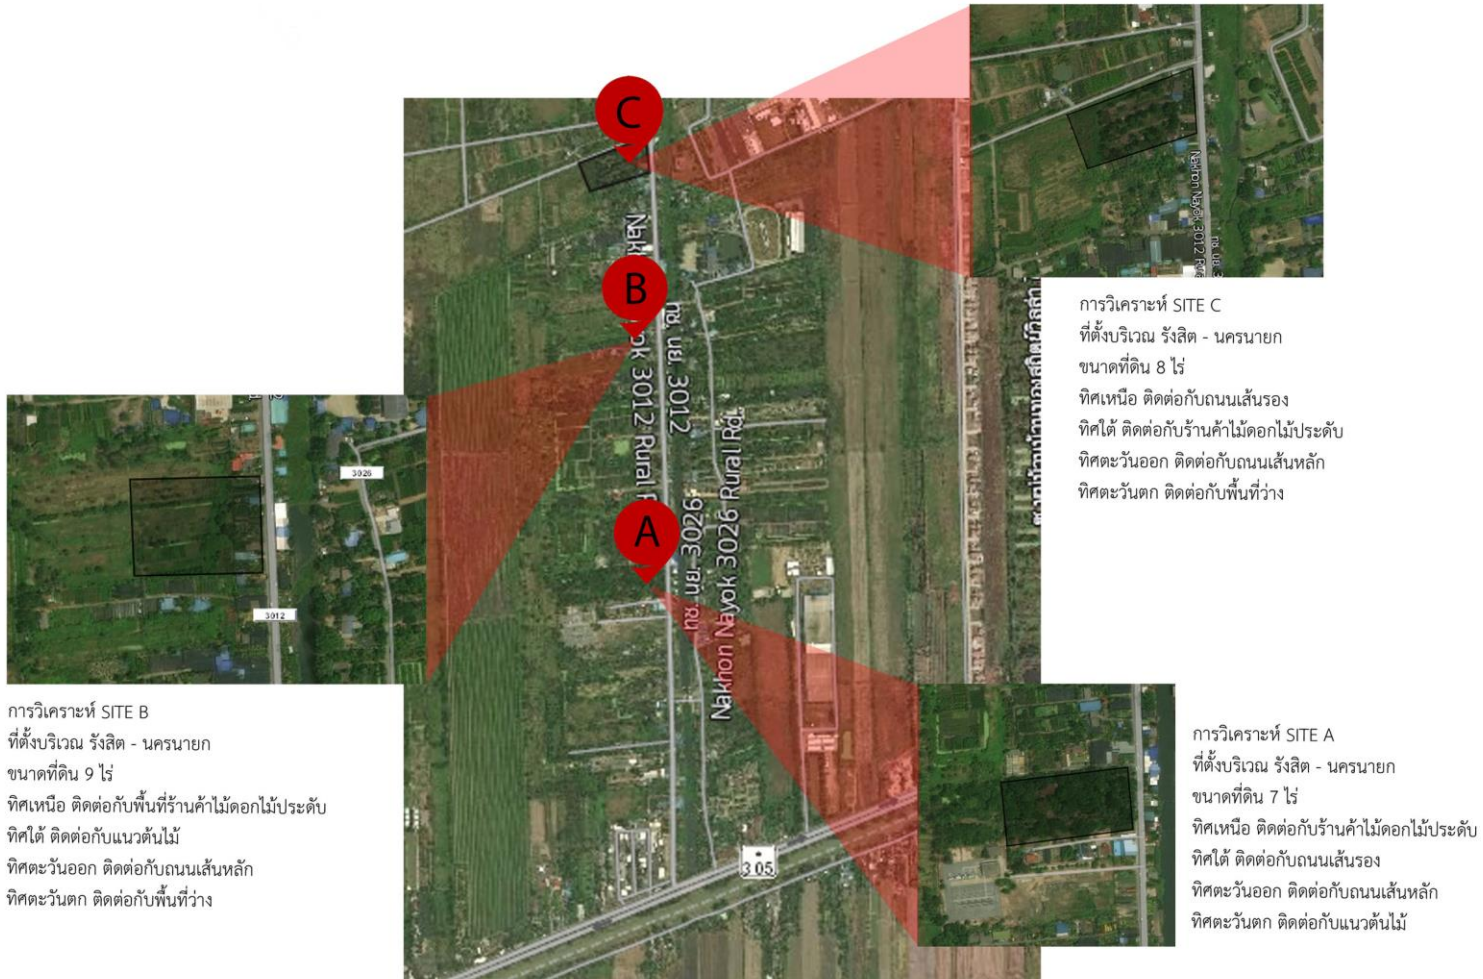 C
B
A
Nakhon Nayok 3012 Rura
ทช. นย. 3
การวิเคราะห์ SITE C
ที่ตั้งบริเวณ รังสิต - นครนายก
ขนาดที่ดิน 8 ไร่
ทิศเหนือ ติดต่อกับถนนเส้นรอง
ทิศใต้ ติดต่อกับร้านค้าไม้ดอกไม้ประดับ
ทิศตะวันออก ติดต่อกับถนนเส้นหลัก
ทิศตะวันตก ติดต่อกับพื้นที่ว่าง
Nakh
ok 3012 Rural R
ทช. นย. 3012
ทช. นย. 3026
Nakhon Nayok 3026 Rural Rd.
305
3026
3012
การวิเคราะห์ SITE B
ที่ตั้งบริเวณ รังสิต - นครนายก
ขนาดที่ดิน 9 ไร่
ทิศเหนือ ติดต่อกับพื้นที่ร้านค้าไม้ดอกไม้ประดับ
ทิศใต้ ติดต่อกับแนวต้นไม้
ทิศตะวันออก ติดต่อกับถนนเส้นหลัก
ทิศตะวันตก ติดต่อกับพื้นที่ว่าง
การวิเคราะห์ SITE A
ที่ตั้งบริเวณ รังสิต - นครนายก
ขนาดที่ดิน 7 ไร่
ทิศเหนือ ติดต่อกับร้านค้าไม้ดอกไม้ประดับ
ทิศใต้ ติดต่อกับถนนเส้นรอง
ทิศตะวันออก ติดต่อกับถนนเส้นหลัก
ทิศตะวันตก ติดต่อกับแนวต้นไม้